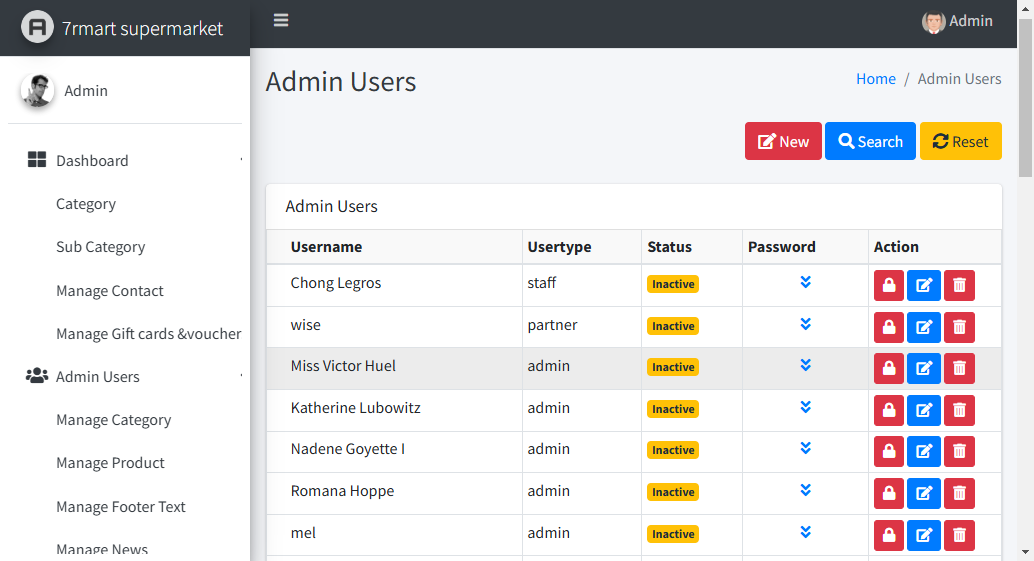 7rmart supermarket
Admin
Admin
Dashboard
Category
Sub Category
Manage Contact
Manage Gift cards &voucher
Admin Users
Manage Category
Manage Product
Manage Footer Text
Manage News
Admin Users
Home / Admin Users
New Search Reset
Admin Users
Username Usertype Status Password Action
Chong Legros staff Inactive
wise partner Inactive
Miss Victor Huel admin Inactive
Katherine Lubowitz admin Inactive
Nadene Goyette I admin Inactive
Romana Hoppe admin Inactive
mel admin Inactive